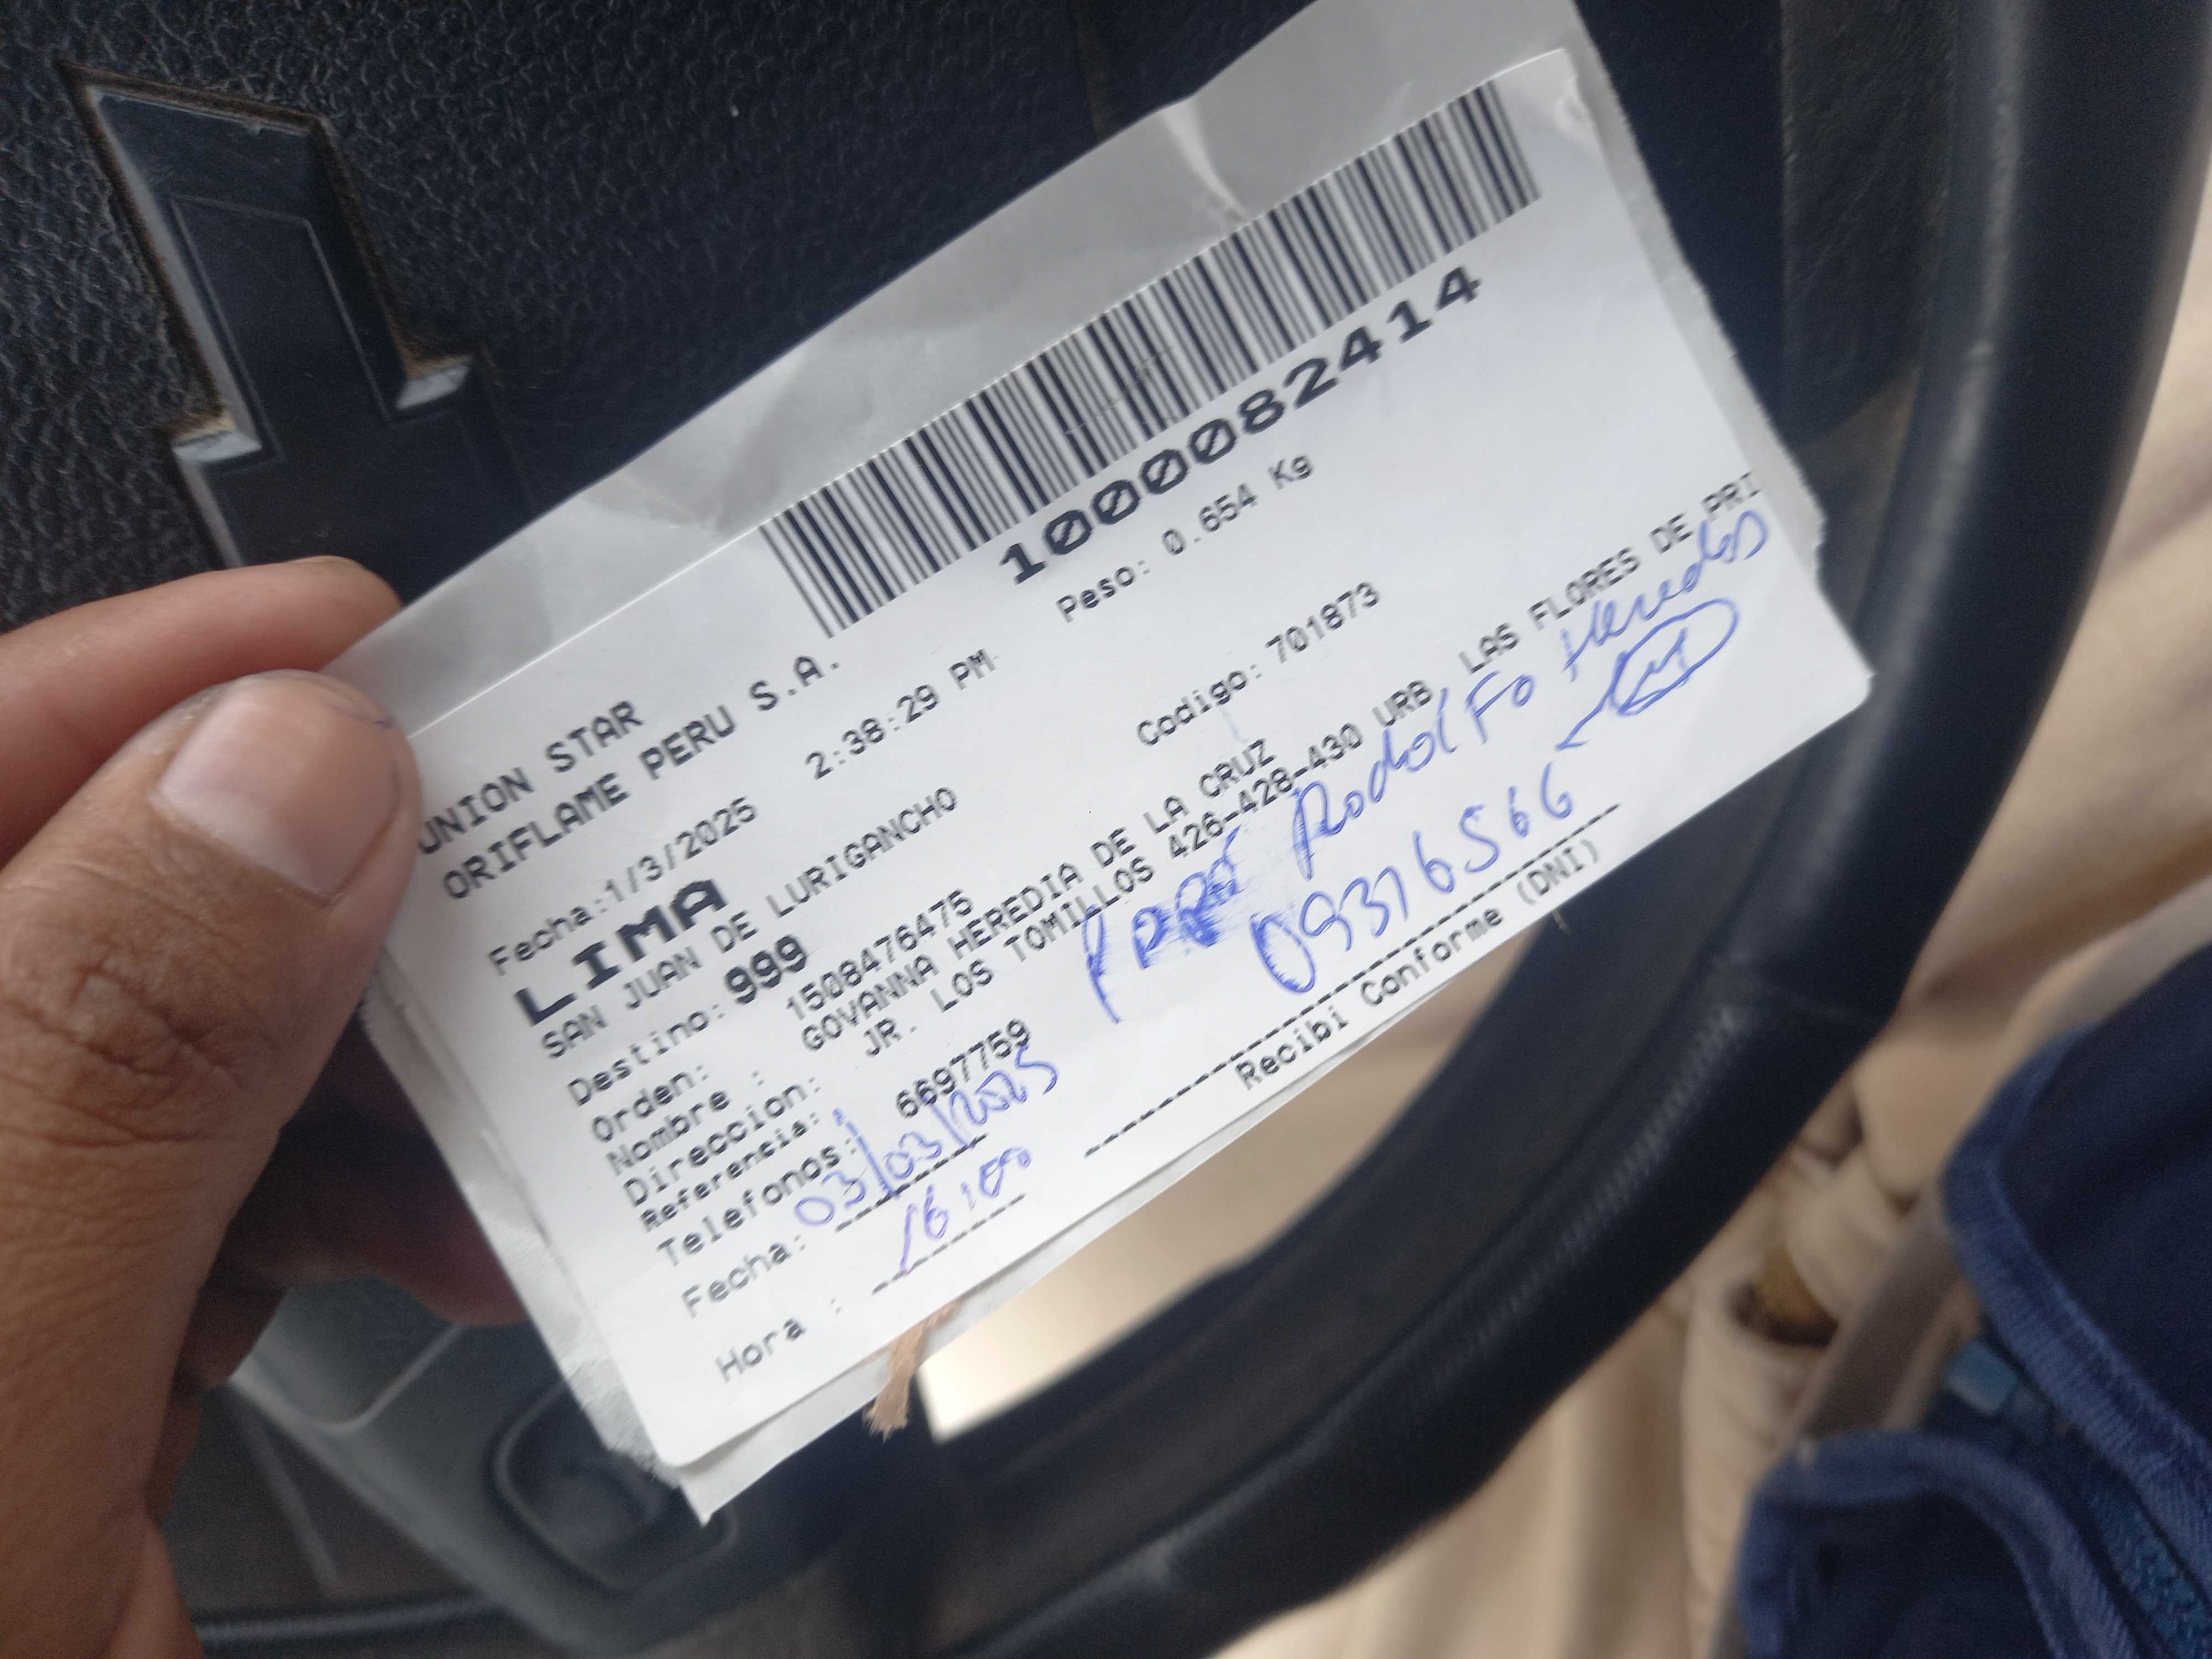 10000082414
Peso: 0.654 Kg
UNION STAR
ORIFLAME PERU S.A.
Fecha:1/3/2025 2:38:29 PM
LIMA
SAN JUAN DE LURIGANCHO
Destino: 999 Codigo: 701873
Orden: 1508476475
Nombre : GOVANNA HEREDIA DE LA CRUZ
Direccion: JR. LOS TOMILLOS 426-428-430 URB LAS FLORES DE PRI
Referencia:
Telefonos: 6697759
Rodolfo Heredia
09376566
Fecha: 03/03/2025
Hora : 16:00
Recibi Conforme (DNI)